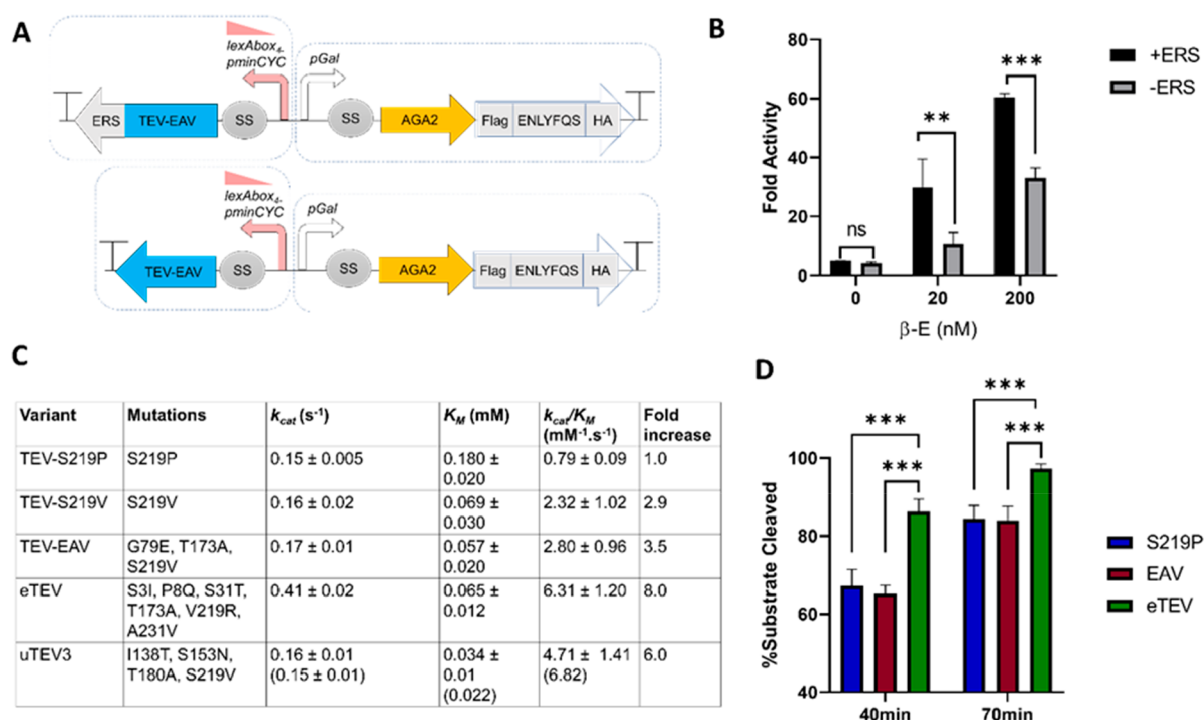 A
lexAbox4-
pminCYC
pGal
ERS TEV-EAV SS SS AGA2 Flag ENLYFQS HA
lexAbox4-
pminCYC
pGal
TEV-EAV SS SS AGA2 Flag ENLYFQS HA
B
80
60
40
20
0
Fold Activity
ns
**
***
0 20 200
β-E (nM)
+ERS
-ERS
C
Variant Mutations kcat (s-1) KM (mM) kcat/KM Fold
(mM-1.s-1) increase
TEV-S219P S219P 0.15 ± 0.005 0.180 ± 0.79 ± 0.09 1.0
0.020
TEV-S219V S219V 0.16 ± 0.02 0.069 ± 2.32 ± 1.02 2.9
0.030
TEV-EAV G79E, T173A, 0.17 ± 0.01 0.057 ± 2.80 ± 0.96 3.5
S219V 0.020
eTEV S3I, P8Q, S31T, 0.41 ± 0.02 0.065 ± 6.31 ± 1.20 8.0
T173A, V219R, 0.012
A231V
uTEV3 I138T, S153N, 0.16 ± 0.01 0.034 ± 4.71 ± 1.41 6.0
T180A, S219V (0.15 ± 0.01) 0.01 (6.82)
(0.022)
D
100
80
60
40
%Substrate Cleaved
***
***
***
***
40min 70min
S219P
EAV
eTEV